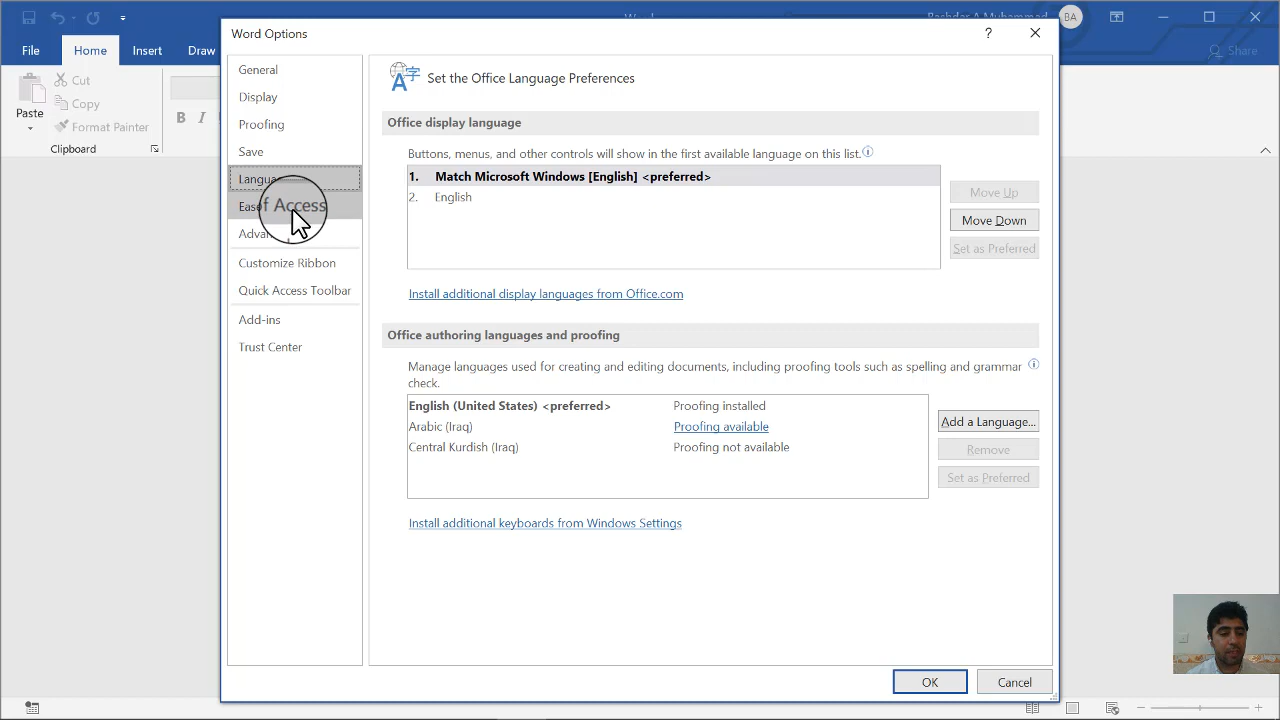 Bashdar A Muhammad
BA
File
Home
Insert
Draw
Share
Cut
Copy
Format Painter
Paste
B I
Clipboard
Word Options
?
General
Display
Proofing
Save
Langua
Ease of Access
Advan
Customize Ribbon
Quick Access Toolbar
Add-ins
Trust Center
Set the Office Language Preferences
Office display language
Buttons, menus, and other controls will show in the first available language on this list.
1. Match Microsoft Windows [English] <preferred>
2. English
Move Up
Move Down
Set as Preferred
Install additional display languages from Office.com
Office authoring languages and proofing
Manage languages used for creating and editing documents, including proofing tools such as spelling and grammar
check.
English (United States) <preferred> Proofing installed
Arabic (Iraq) Proofing available
Central Kurdish (Iraq) Proofing not available
Add a Language...
Remove
Set as Preferred
Install additional keyboards from Windows Settings
OK
Cancel